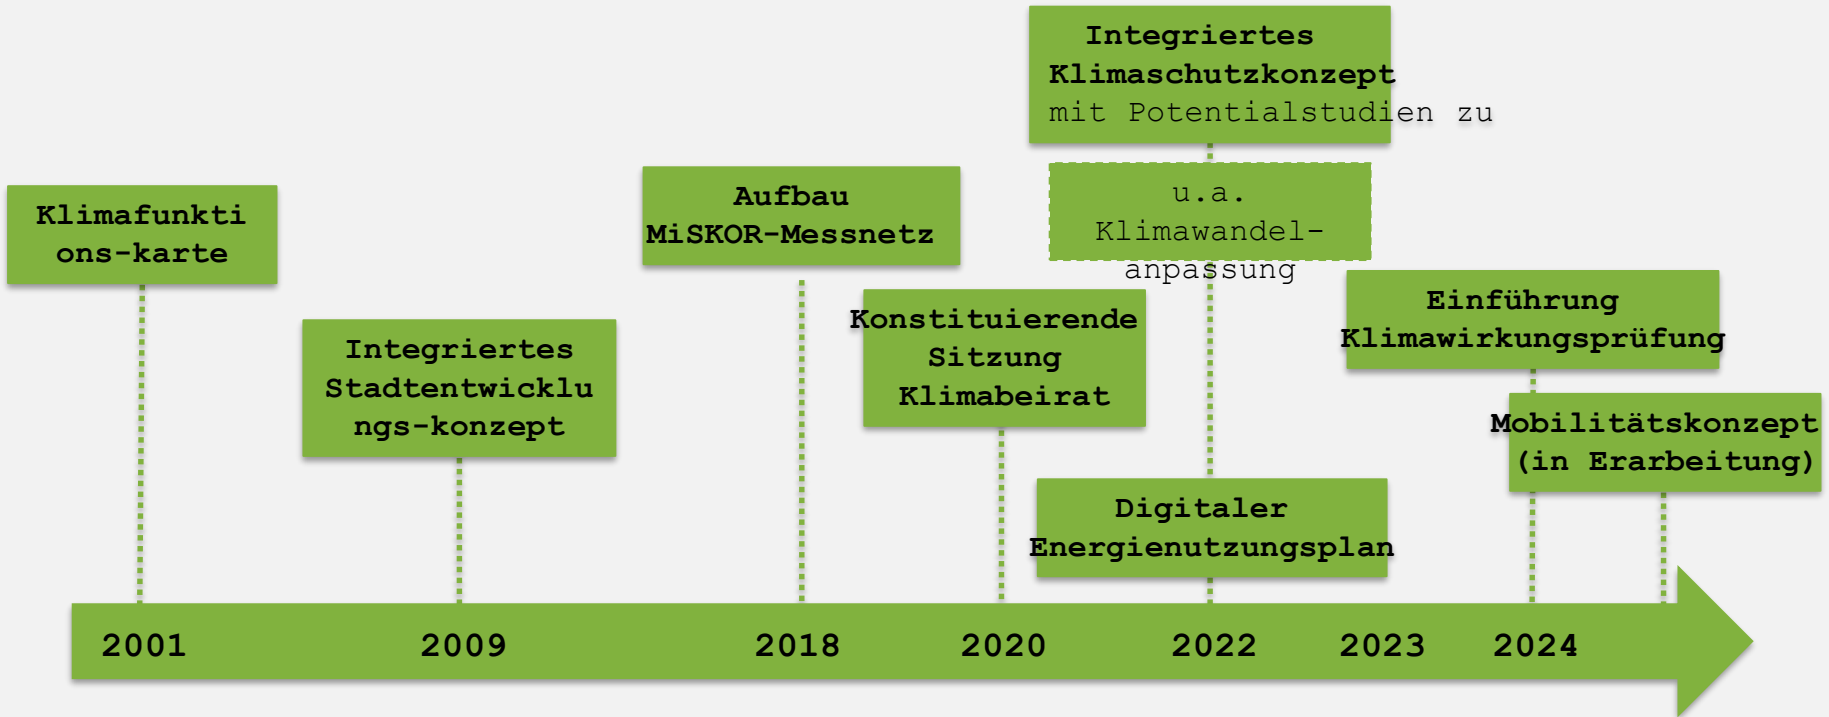 Klimafunkti
ons-karte
Integriertes
Stadtentwicklu
ngs-konzept
Aufbau
MiSKOR-Messnetz
Konstituierende
Sitzung
Klimabeirat
Integriertes
Klimaschutzkonzept
mit Potentialstudien zu
u.a.
Klimawandel-
anpassung
Digitaler
Energienutzungsplan
Einführung
Klimawirkungsprüfung
Mobilitätskonzept
(in Erarbeitung)
2001 2009 2018 2020 2022 2023 2024